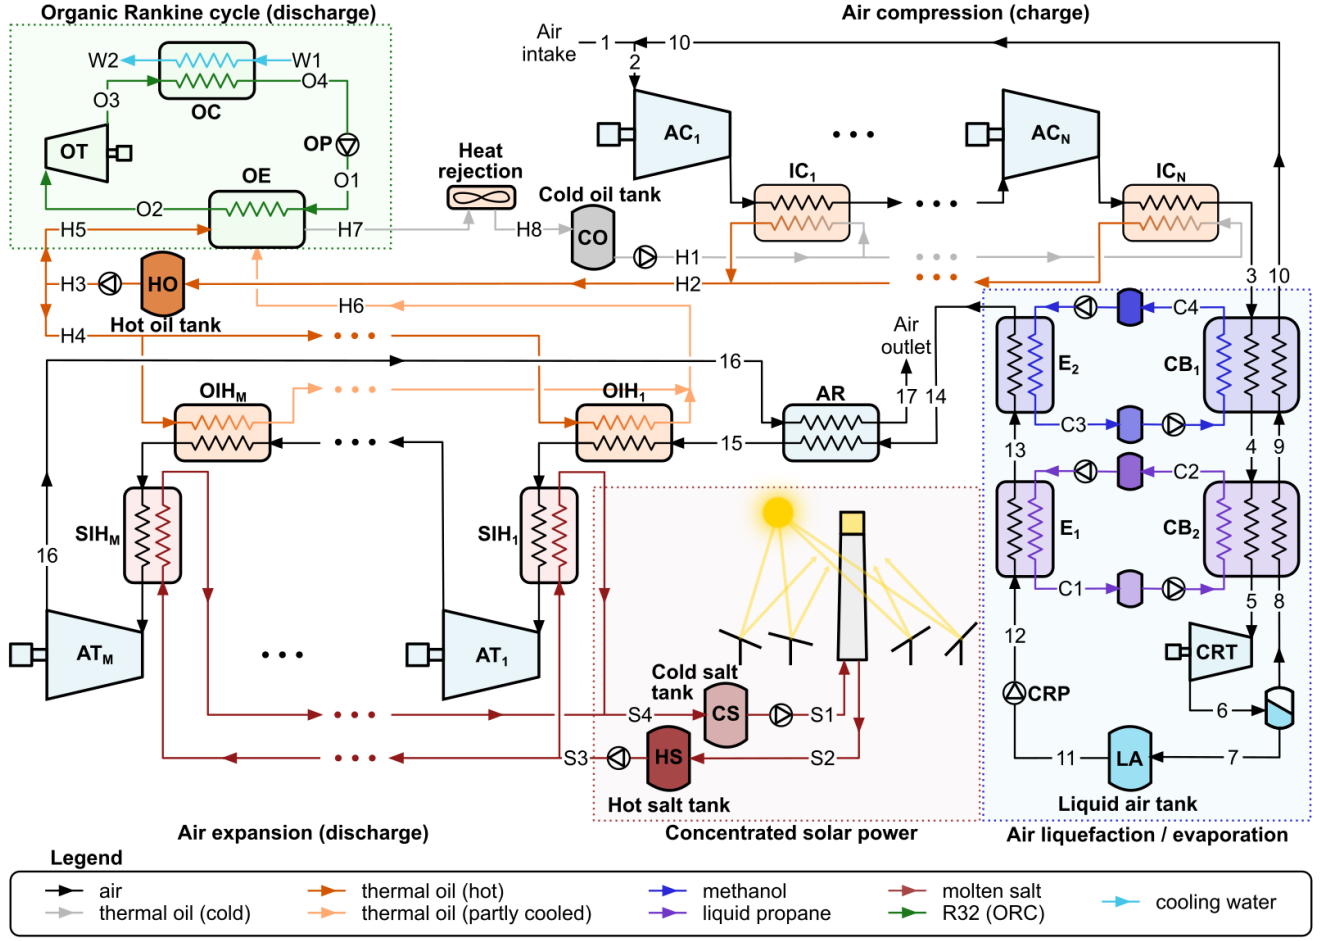 Organic Rankine cycle (discharge)
Air compression (charge)
Air
intake
1
10
2
W2
W1
O4
O3
OC
OT
OP
O1
OE
O2
AC1
ACN
Heat
rejection
IC1
ICN
Cold oil tank
H5
H7
H8
CO
H1
H3
HO
H2
Hot oil tank
H6
H4
3
10
C4
E2
CB1
Air
outlet
16
OIHM
OIH1
AR
17
14
15
C3
13
4
9
C2
SIHM
SIH1
E1
CB2
16
C1
5
8
12
ATM
AT1
CRT
Cold salt
tank
CRP
S4
CS
S1
6
S3
HS
S2
11
LA
7
Hot salt tank
Liquid air tank
Air expansion (discharge)
Concentrated solar power
Air liquefaction / evaporation
Legend
air
thermal oil (hot)
methanol
molten salt
cooling water
thermal oil (cold)
thermal oil (partly cooled)
liquid propane
R32 (ORC)